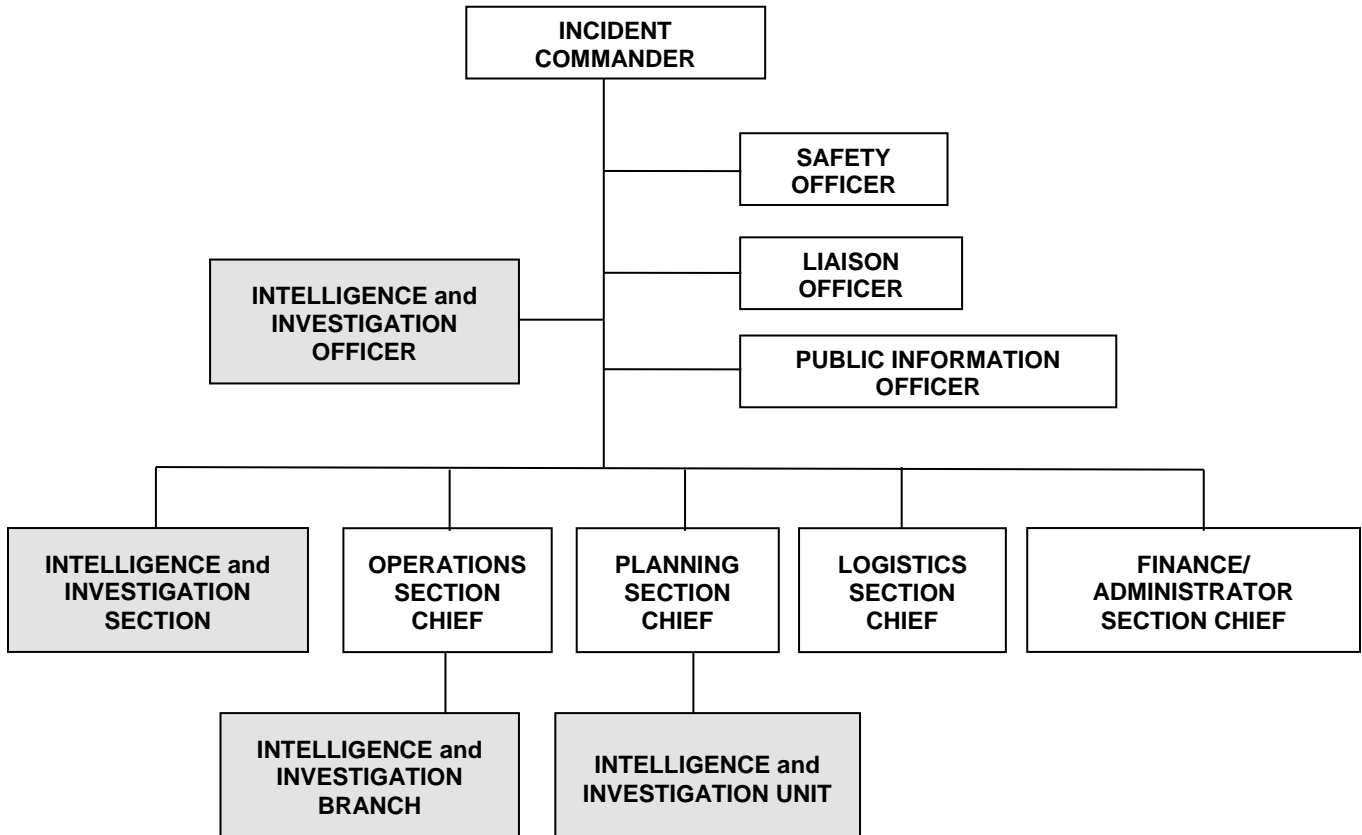 INCIDENT
COMMANDER
SAFETY
OFFICER
LIAISON
OFFICER
INTELLIGENCE and
INVESTIGATION
OFFICER
PUBLIC INFORMATION
OFFICER
INTELLIGENCE and
INVESTIGATION
SECTION
OPERATIONS
SECTION
CHIEF
PLANNING
SECTION
CHIEF
LOGISTICS
SECTION
CHIEF
FINANCE/
ADMINISTRATOR
SECTION CHIEF
INTELLIGENCE and
INVESTIGATION
BRANCH
INTELLIGENCE and
INVESTIGATION UNIT